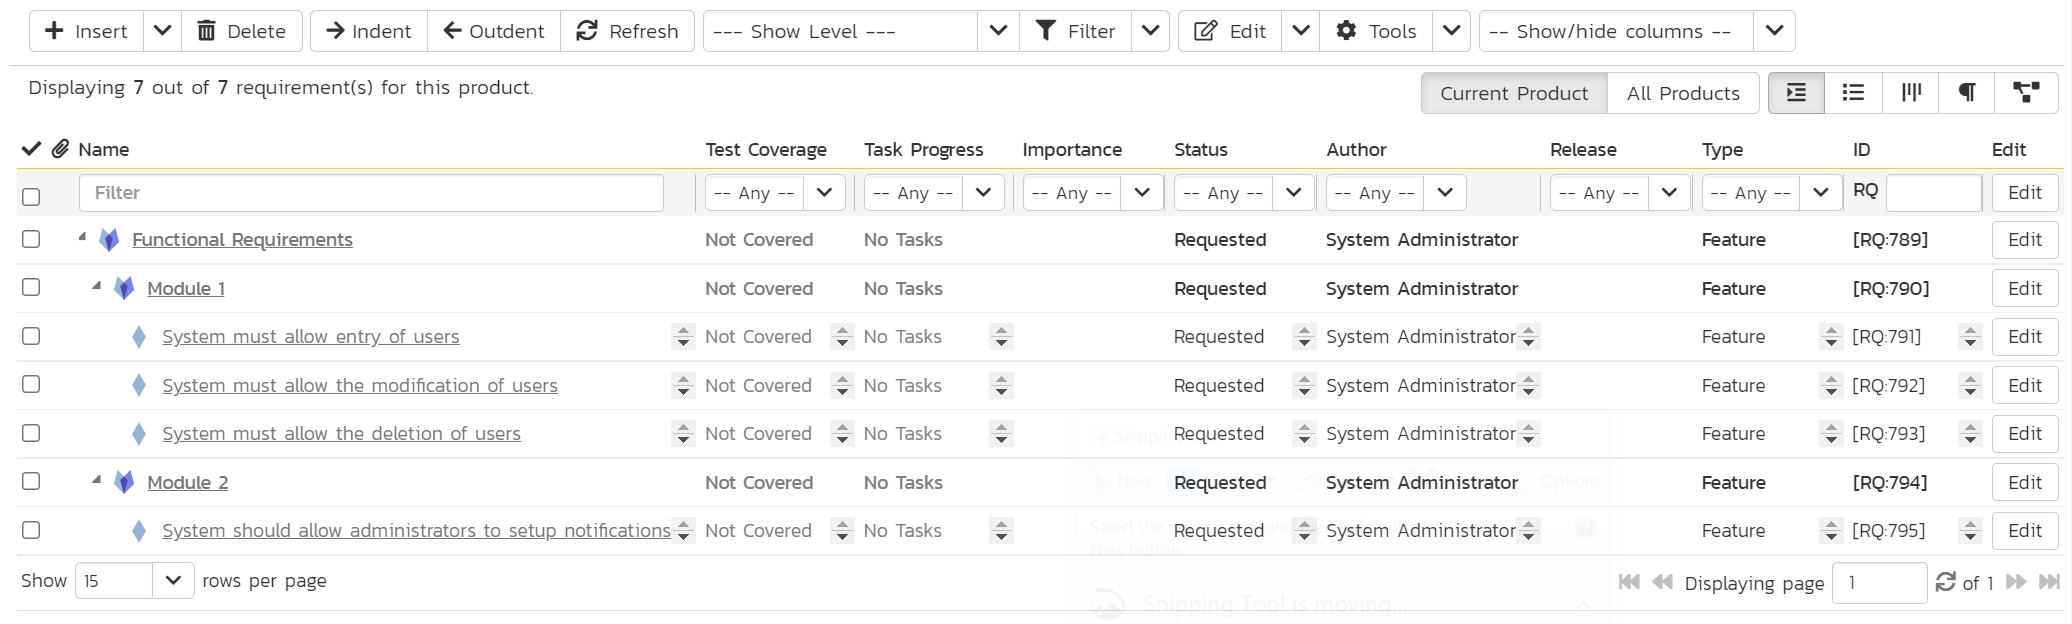 Insert Delete Indent Outdent Refresh --- Show Level --- Filter Edit Tools -- Show/hide columns --
Displaying 7 out of 7 requirement(s) for this product. Current Product All Products
Name Test Coverage Task Progress Importance Status Author Release Type ID Edit
Filter -- Any -- -- Any -- -- Any -- -- Any -- -- Any -- -- Any -- -- Any -- RQ Edit
Functional Requirements Not Covered No Tasks Requested System Administrator Feature [RQ:789] Edit
Module 1 Not Covered No Tasks Requested System Administrator Feature [RQ:790] Edit
System must allow entry of users Not Covered No Tasks Requested System Administrator Feature [RQ:791] Edit
System must allow the modification of users Not Covered No Tasks Requested System Administrator Feature [RQ:792] Edit
System must allow the deletion of users Not Covered No Tasks Requested System Administrator Feature [RQ:793] Edit
Module 2 Not Covered No Tasks Requested System Administrator Feature [RQ:794] Edit
New Options
System should allow administrators to setup notifications Not Covered No Tasks Requested System Administrator Feature [RQ:795] Edit
New button
Show 15 rows per page Displaying page 1 of 1
Snipping Tool is moving...